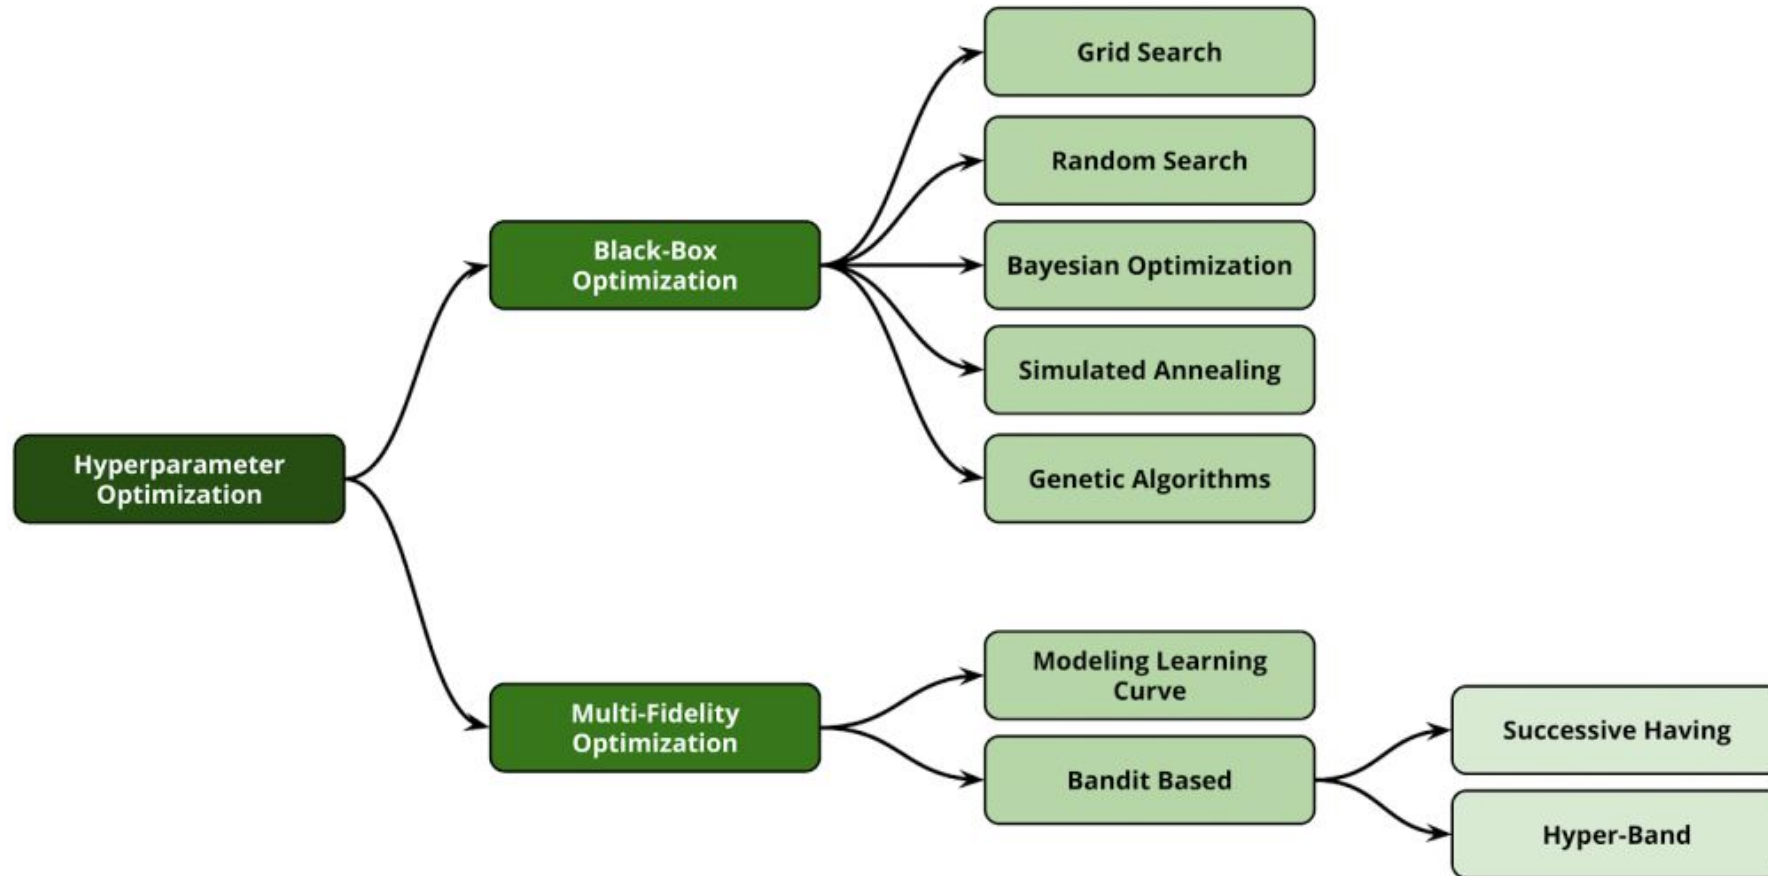 Grid Search
Random Search
Black-Box
Optimization
Bayesian Optimization
Simulated Annealing
Hyperparameter
Optimization
Genetic Algorithms
Modeling Learning
Curve
Multi-Fidelity
Optimization
Successive Having
Bandit Based
Hyper-Band